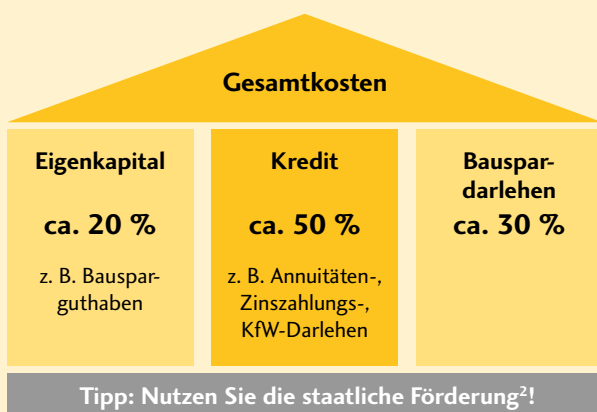 Gesamtkosten
Eigenkapital
ca. 20 %
z. B. Bauspar-
guthaben
Kredit
ca. 50 %
z. B. Annuitäten-,
Zinszahlungs-,
KfW-Darlehen
Bauspar-
darlehen
ca. 30 %
Tipp: Nutzen Sie die staatliche Förderung²!